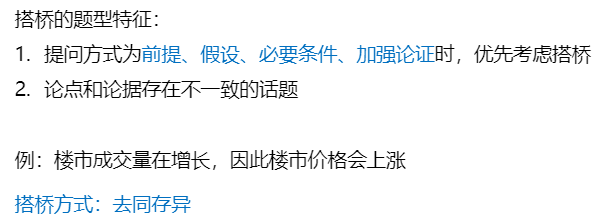 搭桥的题型特征：
1. 提问方式为前提、假设、必要条件、加强论证时，优先考虑搭桥
2. 论点和论据存在不一致的话题
例：楼市成交量在增长，因此楼市价格会上涨
搭桥方式：去同存异